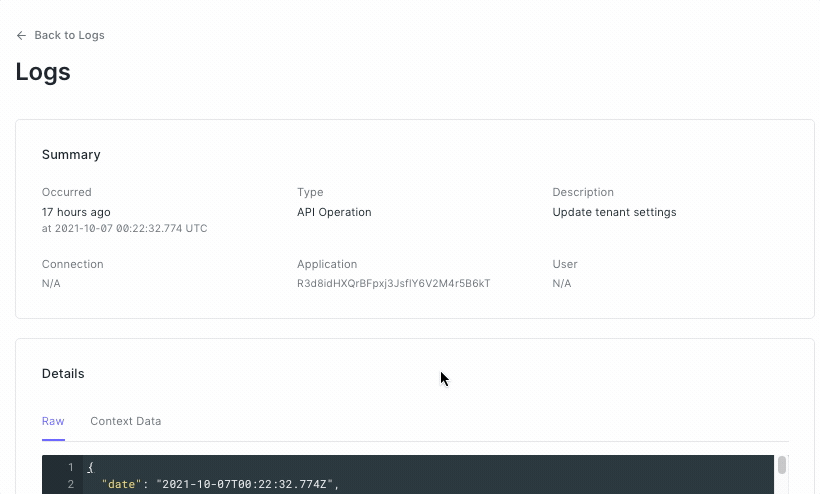 ← Back to Logs
Logs
Summary
Occurred Type Description
17 hours ago API Operation Update tenant settings
at 2021-10-07 00:22:32.774 UTC
Connection Application User
N/A R3d8idHXQrBFpxj3JsflY6V2M4r5B6kT N/A
Details
Raw Context Data
1 {
2 "date": "2021-10-07T00:22:32.774Z",